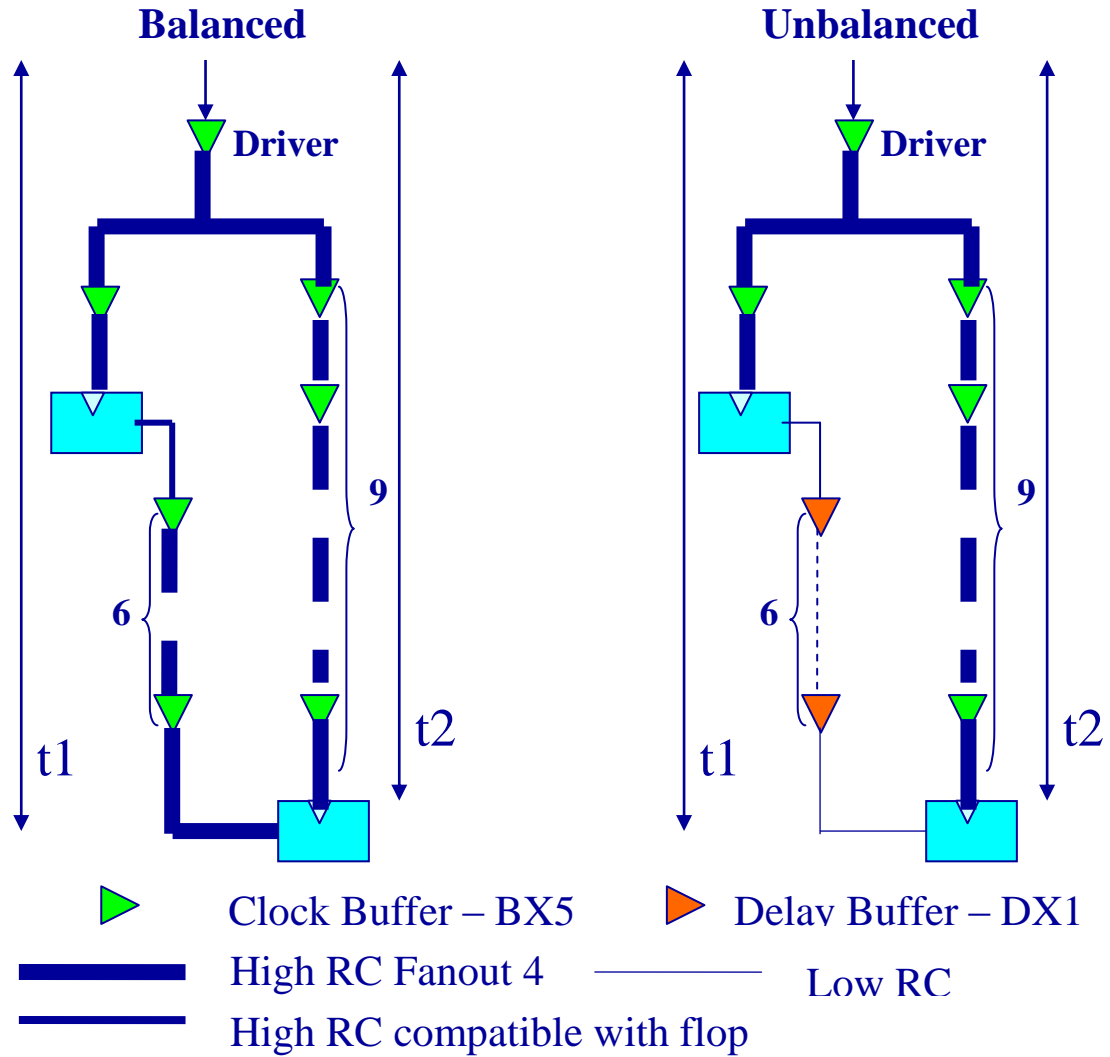 Balanced
Unbalanced
Driver
Driver
9
9
6
6
t1
t2
t1
t2
Clock Buffer – BX5
Delay Buffer – DX1
High RC Fanout 4
Low RC
High RC compatible with flop